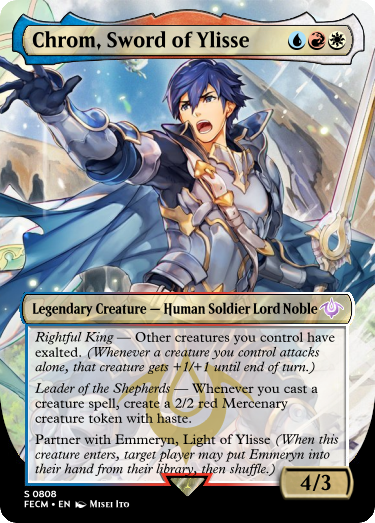 Chrom, Sword of Ylisse
Legendary Creature — Human Soldier Lord Noble
Rightful King — Other creatures you control have
exalted. (Whenever a creature you control attacks
alone, that creature gets +1/+1 until end of turn.)
Leader of the Shepherds — Whenever you cast a
creature spell, create a 2/2 red Mercenary
creature token with haste.
Partner with Emmeryn, Light of Ylisse (When this
creature enters, target player may put Emmeryn into
their hand from their library, then shuffle.)
4/3
S 0808
FECM • EN Misei Ito